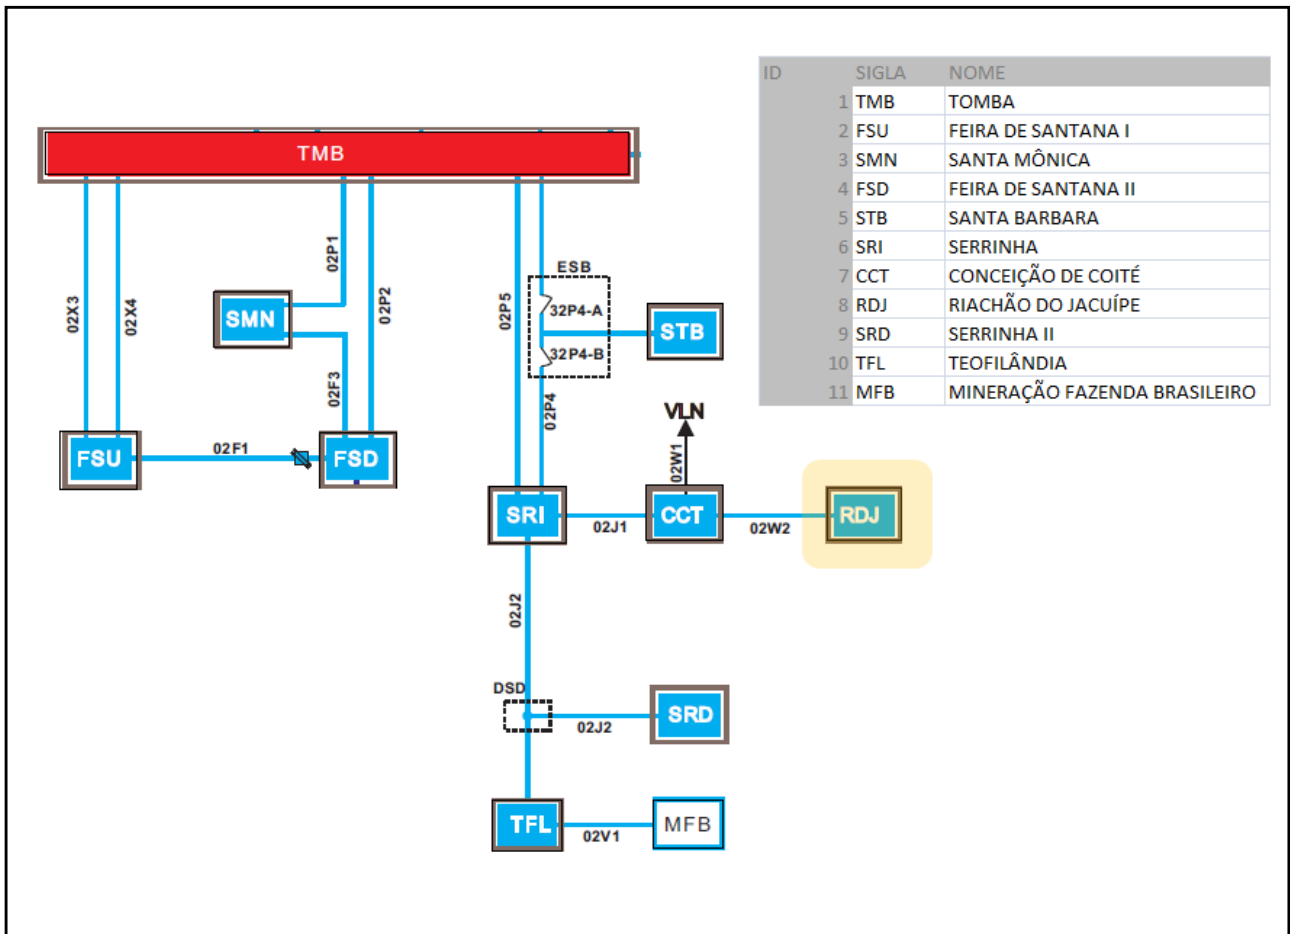 ID SIGLA NOME
1 TMB TOMBA
2 FSU FEIRA DE SANTANA I
3 SMN SANTA MÔNICA
4 FSD FEIRA DE SANTANA II
5 STB SANTA BARBARA
6 SRI SERRINHA
7 CCT CONCEIÇÃO DE COITÉ
8 RDJ RIACHÃO DO JACUÍPE
9 SRD SERRINHA II
10 TFL TEOFILÂNDIA
11 MFB MINERAÇÃO FAZENDA BRASILEIRO
TMB
02X3
02X4
02P1
02P2
02P5
ESB
32P4-A
32P4-B
SMN
STB
02F3
02P4
VLN
02W1
FSU
02F1
FSD
SRI
02J1
CCT
02W2
RDJ
02J2
DSD
02J2
SRD
TFL
02V1
MFB